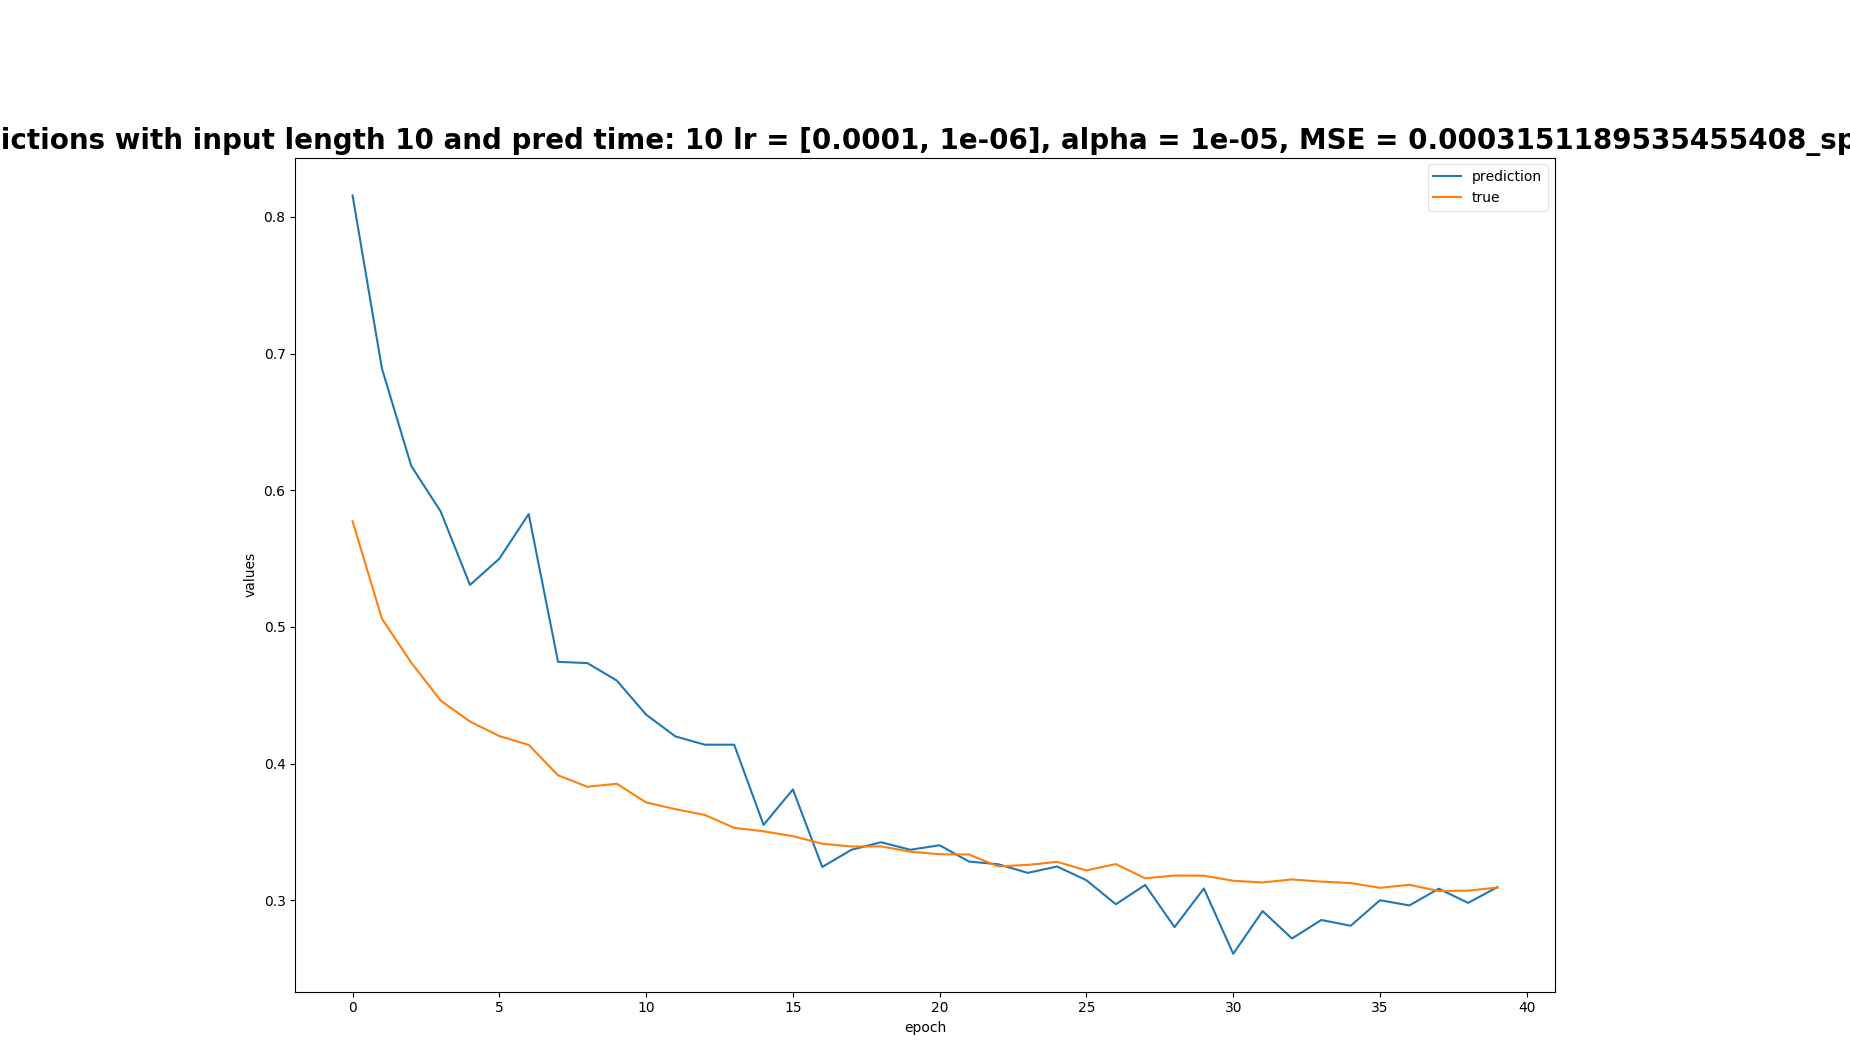 ictions with input length 10 and pred time: 10 lr = [0.0001, 1e-06], alpha = 1e-05, MSE = 0.0003151189535455408_sp
prediction
true
0.8
0.7
0.6
0.5
0.4
0.3
values
0 5 10 15 20 25 30 35 40
epoch